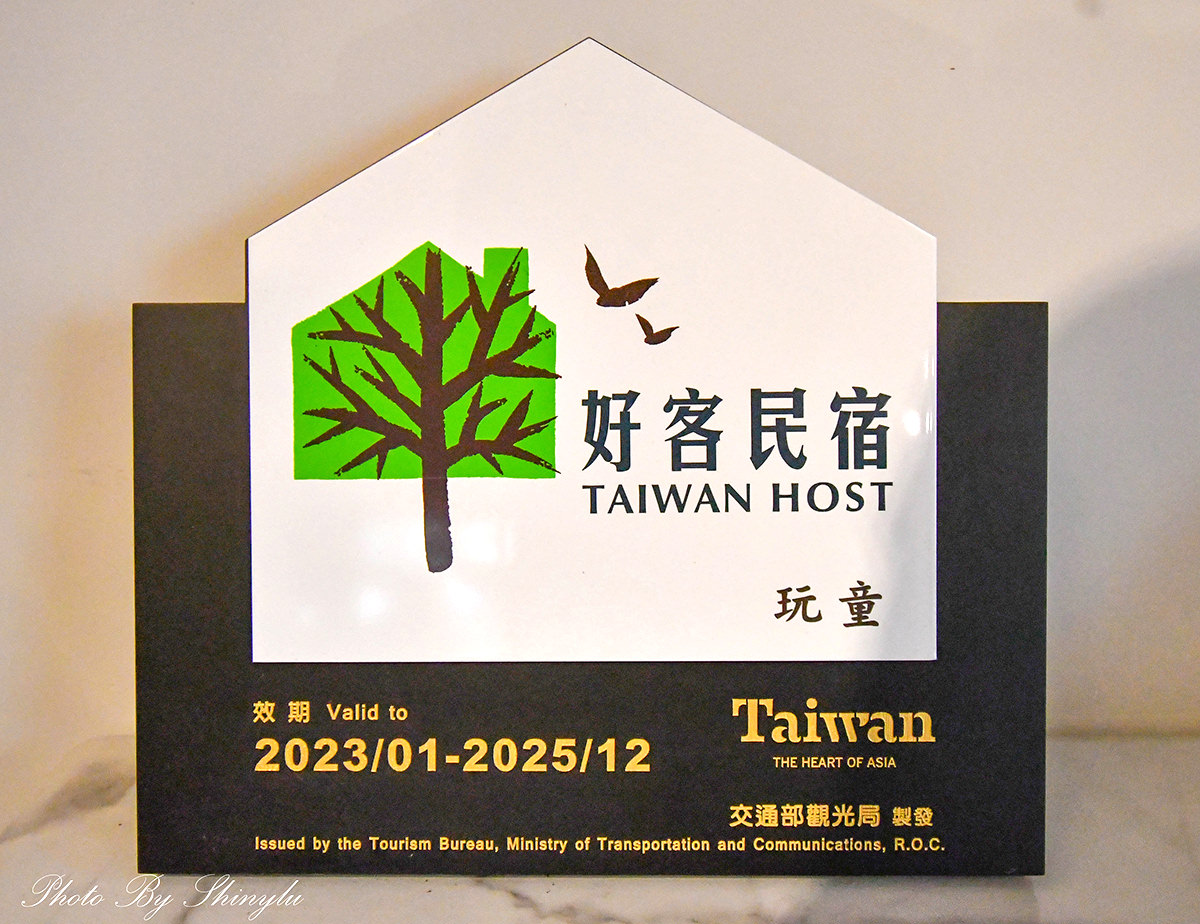 好客民宿
TAIWAN HOST
玩童
效期 Valid to
2023/01-2025/12
Taiwan
THE HEART OF ASIA
交通部觀光局 製發
Issued by the Tourism Bureau, Ministry of Transportation and Communications, R.O.C.
Photo By Shinylu